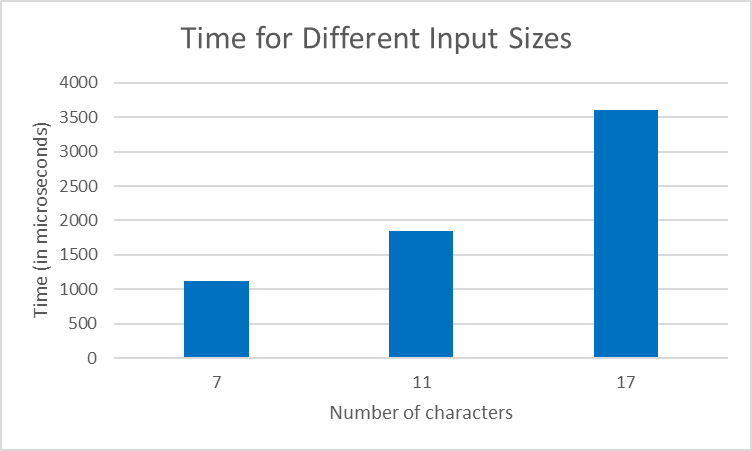 Time for Different Input Sizes
Time (in microseconds)
4000
3500
3000
2500
2000
1500
1000
500
0
7 11 17
Number of characters